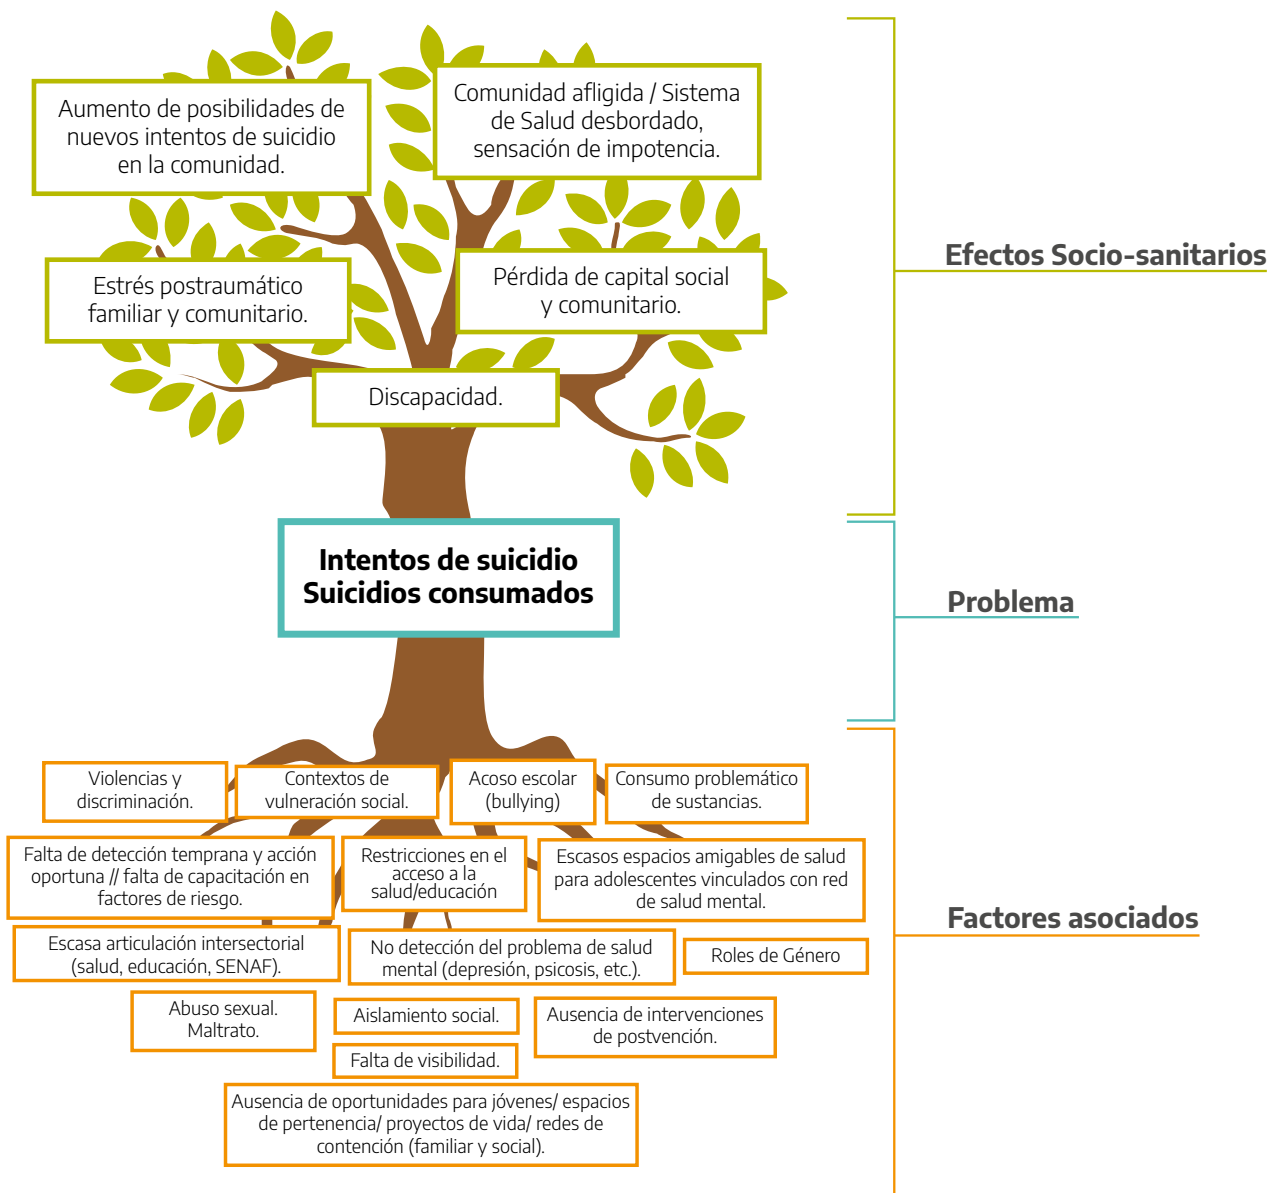 Aumento de posibilidades de
nuevos intentos de suicidio
en la comunidad.
Comunidad afligida / Sistema
de Salud desbordado,
sensación de impotencia.
Estrés postraumático
familiar y comunitario.
Pérdida de capital social
y comunitario.
Discapacidad.
Efectos Socio-sanitarios
Intentos de suicidio
Suicidios consumados
Problema
Violencias y
discriminación.
Contextos de
vulneración social.
Acoso escolar
(bullying)
Consumo problemático
de sustancias.
Falta de detección temprana y acción
oportuna // falta de capacitación en
factores de riesgo.
Restricciones en el
acceso a la
salud/educación
Escasos espacios amigables de salud
para adolescentes vinculados con red
de salud mental.
Factores asociados
Escasa articulación intersectorial
(salud, educación, SENAF).
No detección del problema de salud
mental (depresión, psicosis, etc.).
Roles de Género
Abuso sexual.
Maltrato.
Aislamiento social.
Ausencia de intervenciones
de postvención.
Falta de visibilidad.
Ausencia de oportunidades para jóvenes/ espacios
de pertenencia/ proyectos de vida/ redes de
contención (familiar y social).